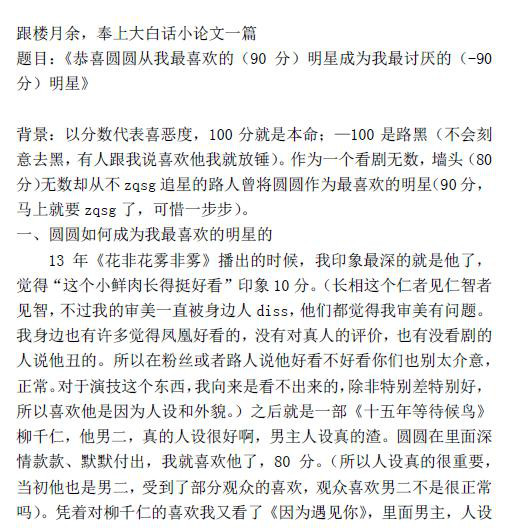 跟楼月余，奉上大白话小论文一篇
题目：《恭喜圆圆从我最喜欢的（90 分）明星成为我最讨厌的（-90
分）明星》
背景：以分数代表喜恶度，100 分就是本命；—100 是路黑（不会刻
意去黑，有人跟我说喜欢他我就放锤）。作为一个看剧无数，墙头（80
分）无数却从不 zqsg 追星的路人曾将圆圆作为最喜欢的明星（90 分，
马上就要 zqsg 了，可惜一步步）。
一、圆圆如何成为我最喜欢的明星的
13 年《花非花雾非雾》播出的时候，我印象最深的就是他了，
觉得“这个小鲜肉长得挺好看”印象 10 分。（长相这个仁者见仁智者
见智，不过我的审美一直被身边人 diss，他们都觉得我审美有问题。
我身边也有许多觉得凤凰好看的，没有对真人的评价，也有没看剧的
人说他丑的。所以在粉丝或者路人说他好看不好看你们也别太介意，
正常。对于演技这个东西，我向来是看不出来的，除非特别差特别好，
所以喜欢他是因为人设和外貌。）之后就是一部《十五年等待候鸟》
柳千仁，他男二，真的人设很好啊，男主人设真的渣。圆圆在里面深
情款款、默默付出，我就喜欢他了，80 分。（所以人设真的很重要，
当初他也是男二，受到了部分观众的喜欢，观众喜欢男二不是很正常
吗）。凭着对柳千仁的喜欢我又看了《因为遇见你》，里面男主，人设